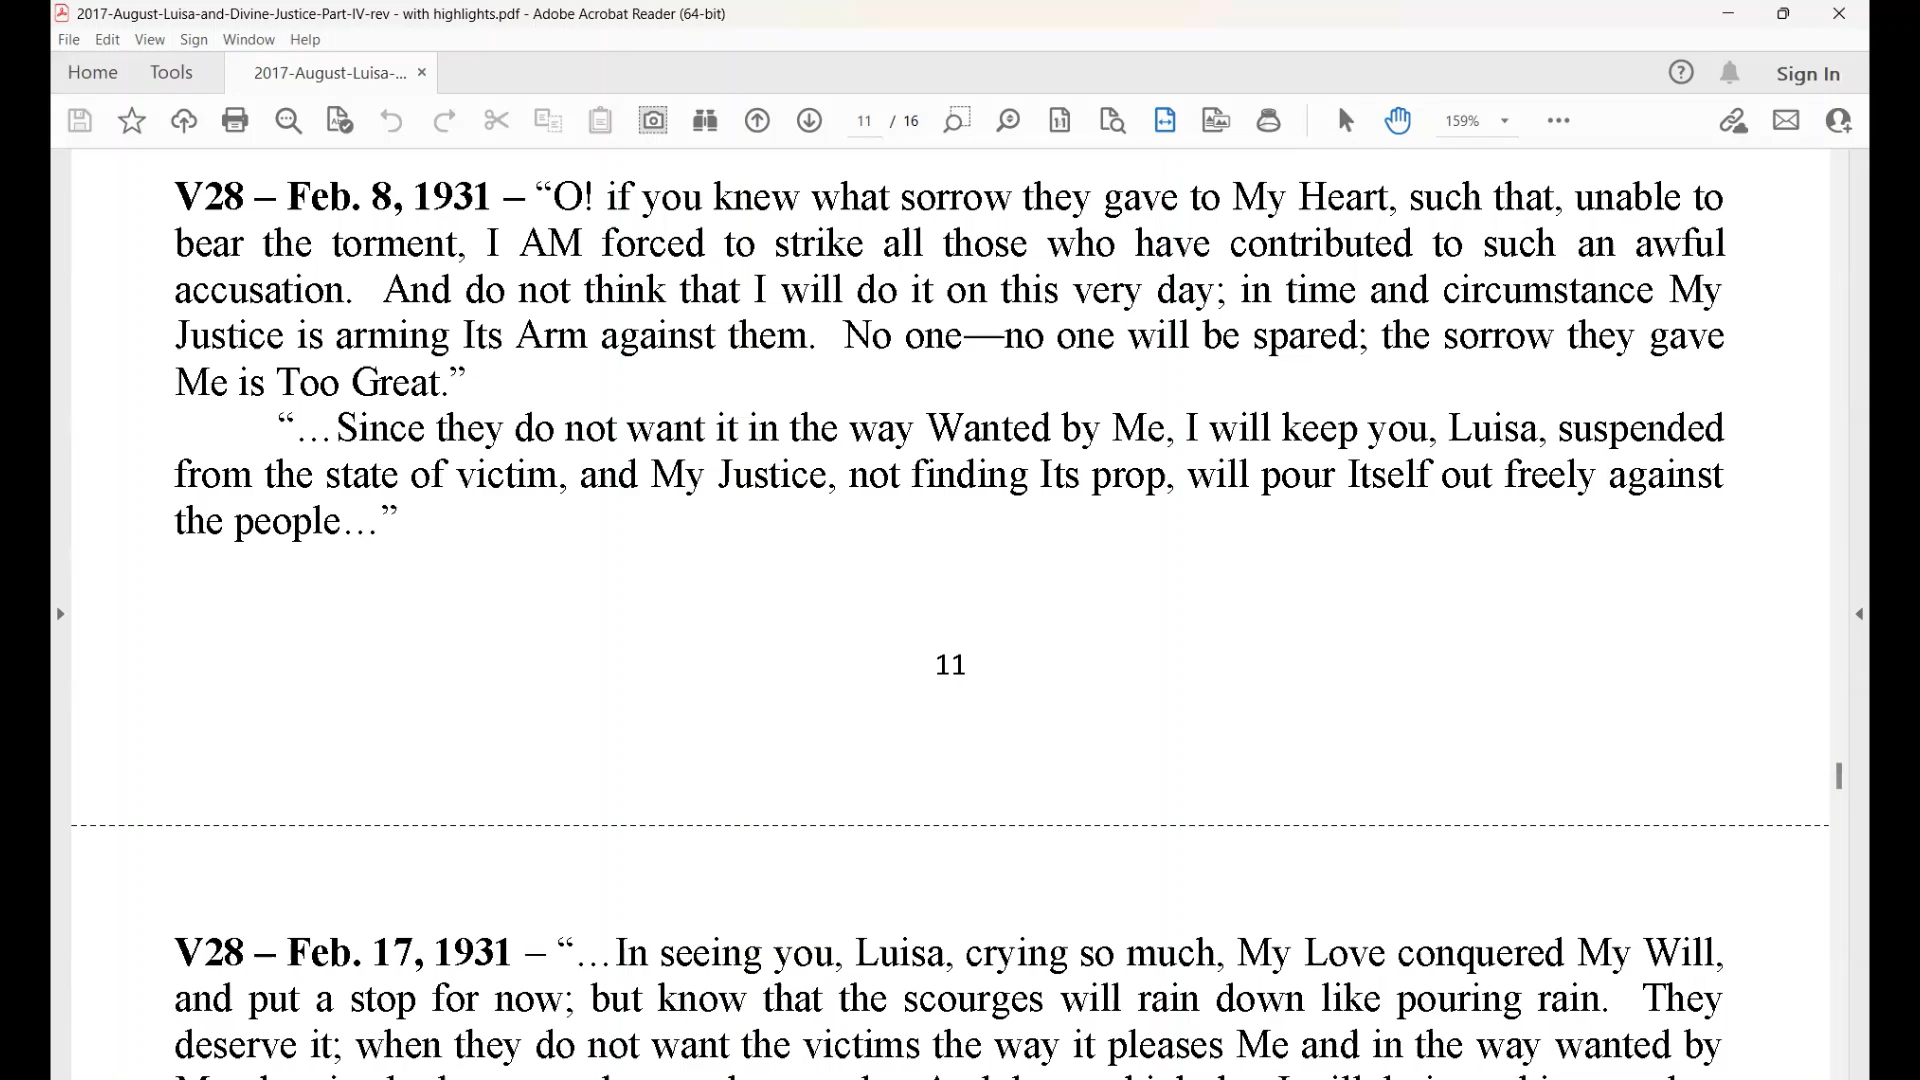 2017-August-Luisa-and-Divine-Justice-Part-IV-rev - with highlights.pdf - Adobe Acrobat Reader (64-bit)
File Edit View Sign Window Help
Home Tools 2017-August-Luisa-... × Sign In
11 / 16 159%
V28 – Feb. 8, 1931 – “O! if you knew what sorrow they gave to My Heart, such that, unable to
bear the torment, I AM forced to strike all those who have contributed to such an awful
accusation. And do not think that I will do it on this very day; in time and circumstance My
Justice is arming Its Arm against them. No one—no one will be spared; the sorrow they gave
Me is Too Great.”
“…Since they do not want it in the way Wanted by Me, I will keep you, Luisa, suspended
from the state of victim, and My Justice, not finding Its prop, will pour Itself out freely against
the people…”
11
V28 – Feb. 17, 1931 – “…In seeing you, Luisa, crying so much, My Love conquered My Will,
and put a stop for now; but know that the scourges will rain down like pouring rain. They
deserve it; when they do not want the victims the way it pleases Me and in the way wanted by